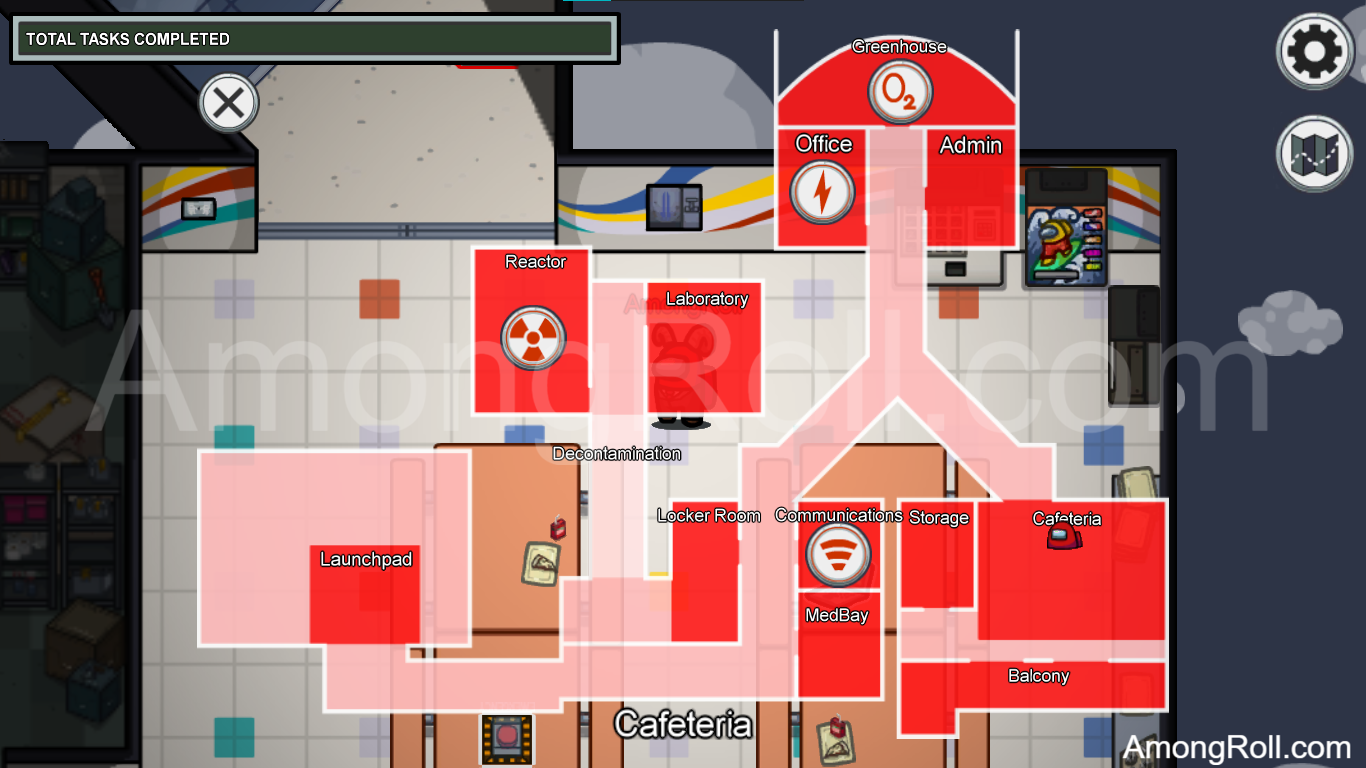 TOTAL TASKS COMPLETED
Greenhouse
O2
Office
Admin
Reactor
Laboratory
AmongRoll.com
Decontamination
Locker Room
Communications
Storage
Cafeteria
Launchpad
MedBay
Balcony
Cafeteria
AmongRoll.com